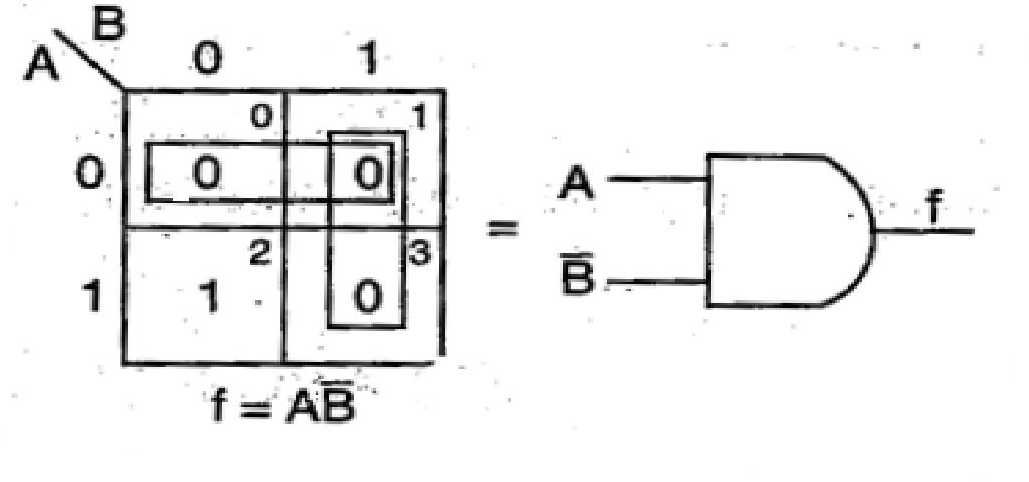 B
A 0 1
0 1
0 0 0
2 3
1 1 0
f = AB̅
=
A
B̅
f